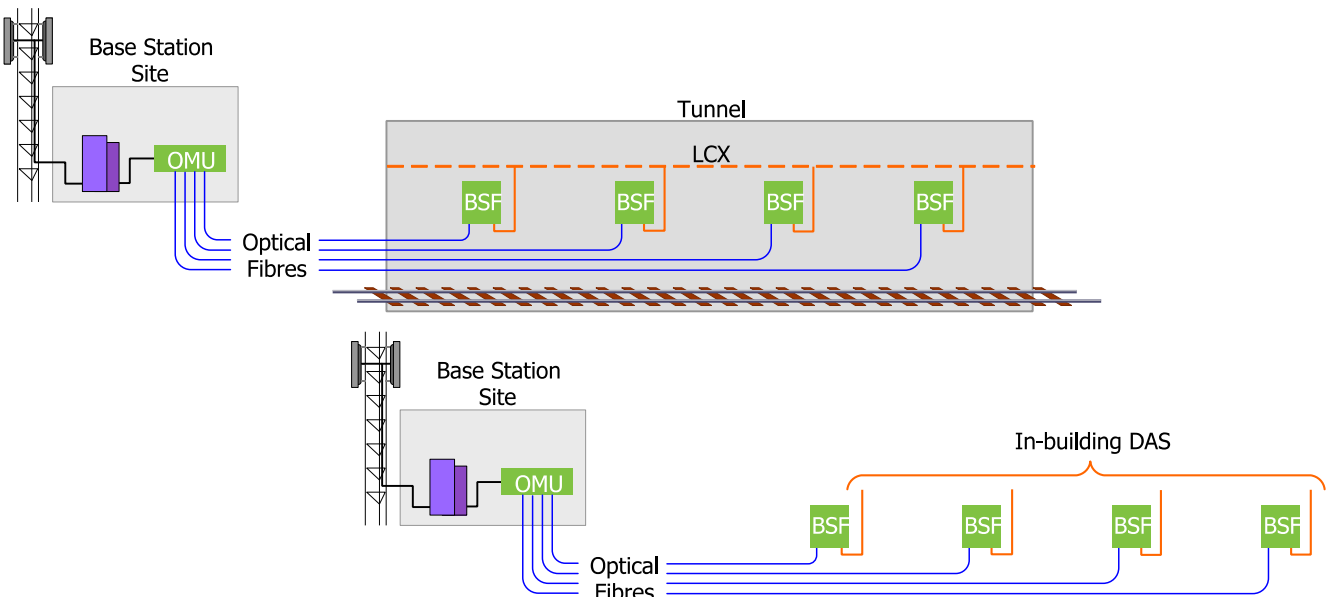 Base Station
Site
OMU
Tunnel
LCX
BSF
BSF
BSF
BSF
Optical
Fibres
Base Station
Site
OMU
In-building DAS
BSF
BSF
BSF
BSF
Optical
Fibres